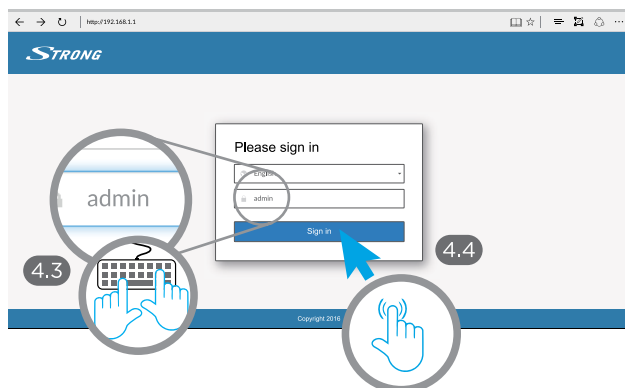 http://192.168.1.1
STRONG
Please sign in
English
admin
admin
Sign in
4.3
4.4
Copyright 2016